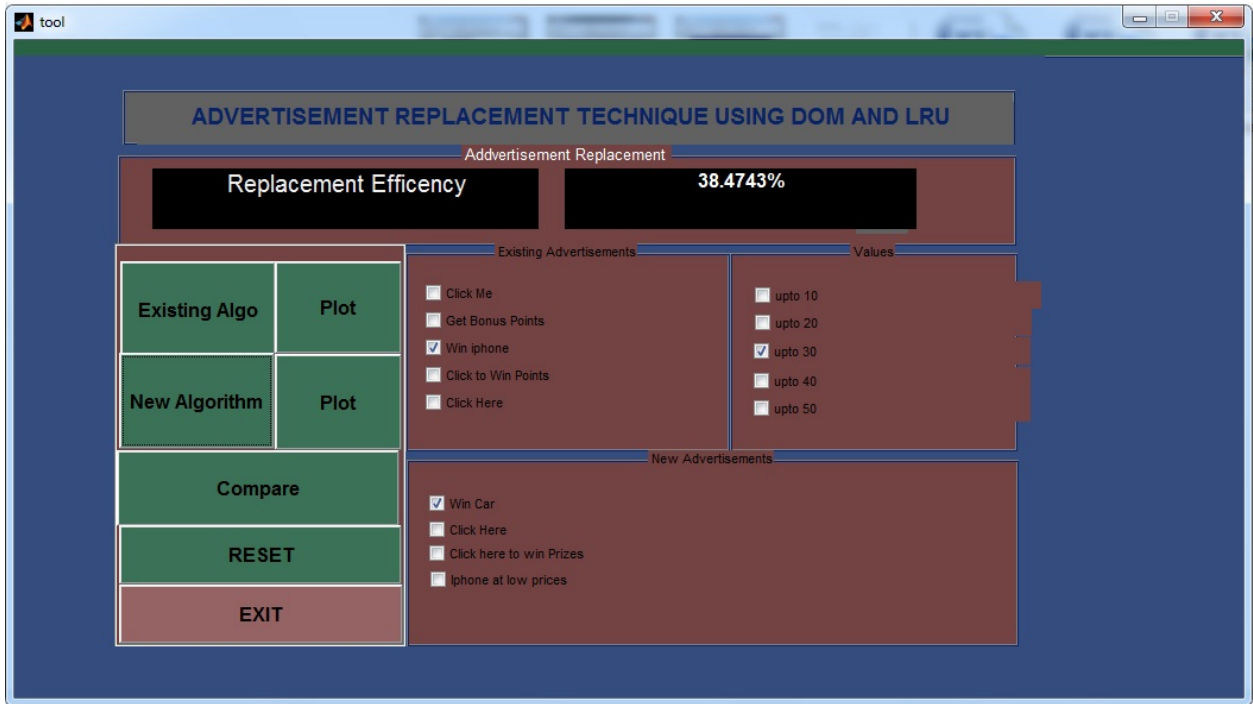 tool
ADVERTISEMENT REPLACEMENT TECHNIQUE USING DOM AND LRU
Addvertisement Replacement
Replacement Efficency
38.4743%
Existing Algo
Plot
New Algorithm
Plot
Compare
RESET
EXIT
Existing Advertisements
Click Me
Get Bonus Points
Win iphone
Click to Win Points
Click Here
Values
upto 10
upto 20
upto 30
upto 40
upto 50
New Advertisements
Win Car
Click Here
Click here to win Prizes
Iphone at low prices